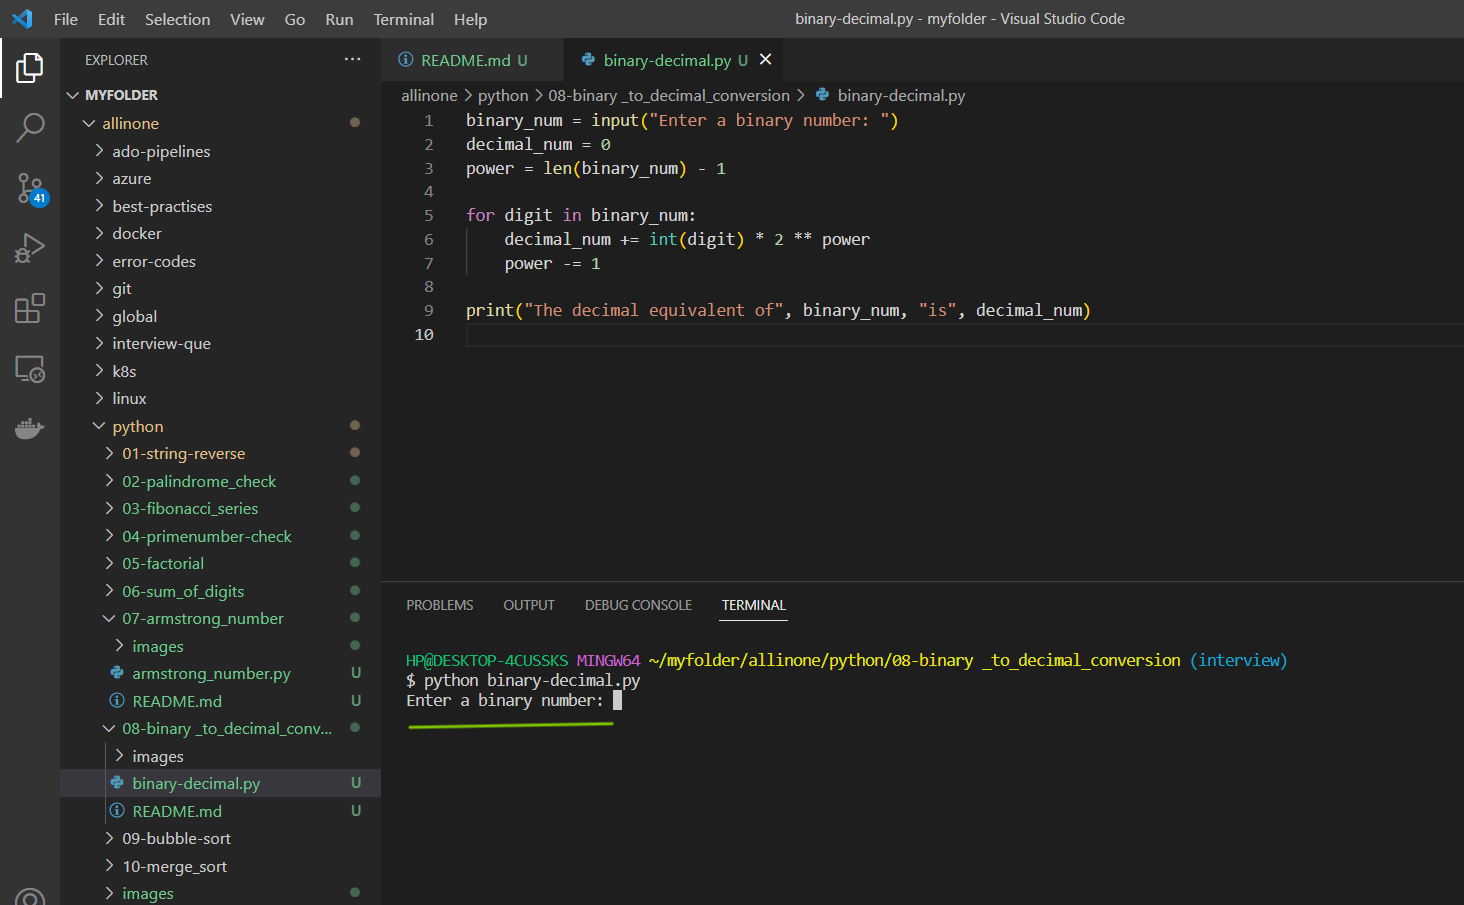 File Edit Selection View Go Run Terminal Help
binary-decimal.py - myfolder - Visual Studio Code
EXPLORER
MYFOLDER
allinone
ado-pipelines
azure
best-practises
docker
error-codes
git
global
interview-que
k8s
linux
python
01-string-reverse
02-palindrome_check
03-fibonacci_series
04-primenumber-check
05-factorial
06-sum_of_digits
07-armstrong_number
images
armstrong_number.py U
README.md U
08-binary _to_decimal_conv...
images
binary-decimal.py U
README.md U
09-bubble-sort
10-merge_sort
images
41
README.md U
binary-decimal.py U
allinone > python > 08-binary _to_decimal_conversion > binary-decimal.py
1 binary_num = input("Enter a binary number: ")
2 decimal_num = 0
3 power = len(binary_num) - 1
4
5 for digit in binary_num:
6 decimal_num += int(digit) * 2 ** power
7 power -= 1
8
9 print("The decimal equivalent of", binary_num, "is", decimal_num)
10
PROBLEMS OUTPUT DEBUG CONSOLE TERMINAL
HP@DESKTOP-4CUSSKS MINGW64 ~/myfolder/allinone/python/08-binary _to_decimal_conversion (interview)
$ python binary-decimal.py
Enter a binary number: